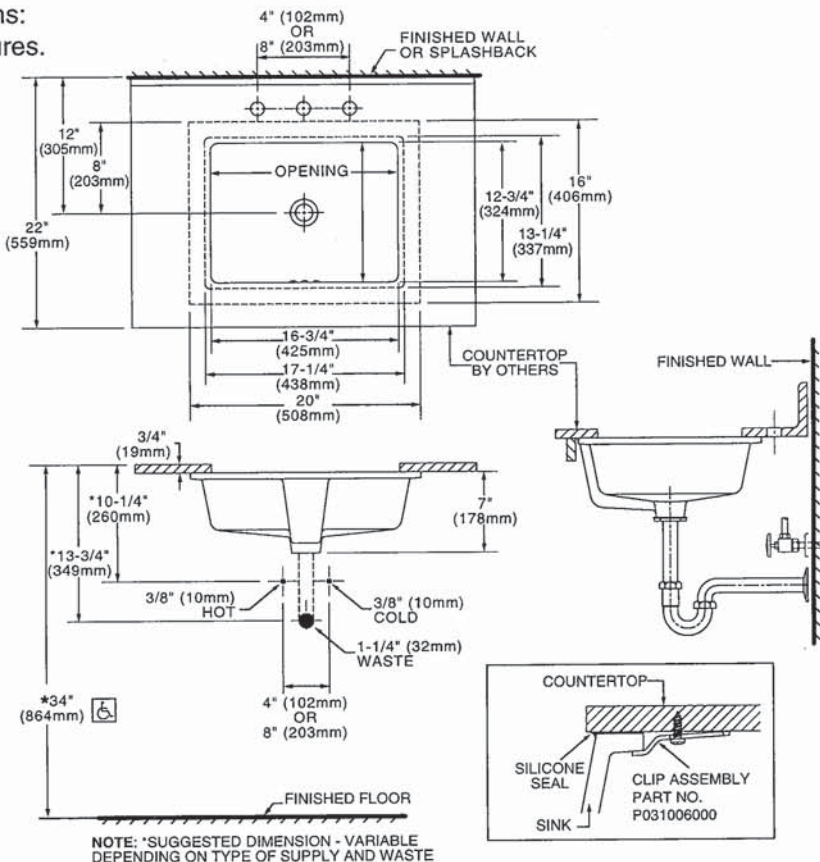 ns:
ures.
4" (102mm)
OR
8" (203mm)
FINISHED WALL
OR SPLASHBACK
12"
(305mm)
8"
(203mm)
22"
(559mm)
OPENING
12-3/4"
(324mm)
13-1/4"
(337mm)
16"
(406mm)
16-3/4"
(425mm)
17-1/4"
(438mm)
20"
(508mm)
COUNTERTOP
BY OTHERS
FINISHED WALL
3/4"
(19mm)
*10-1/4"
(260mm)
*13-3/4"
(349mm)
7"
(178mm)
3/8" (10mm)
HOT
3/8" (10mm)
COLD
1-1/4" (32mm)
WASTE
4" (102mm)
OR
8" (203mm)
*34"
(864mm)
FINISHED FLOOR
COUNTERTOP
SILICONE
SEAL
SINK
CLIP ASSEMBLY
PART NO.
P031006000
NOTE: *SUGGESTED DIMENSION - VARIABLE
DEPENDING ON TYPE OF SUPPLY AND WASTE